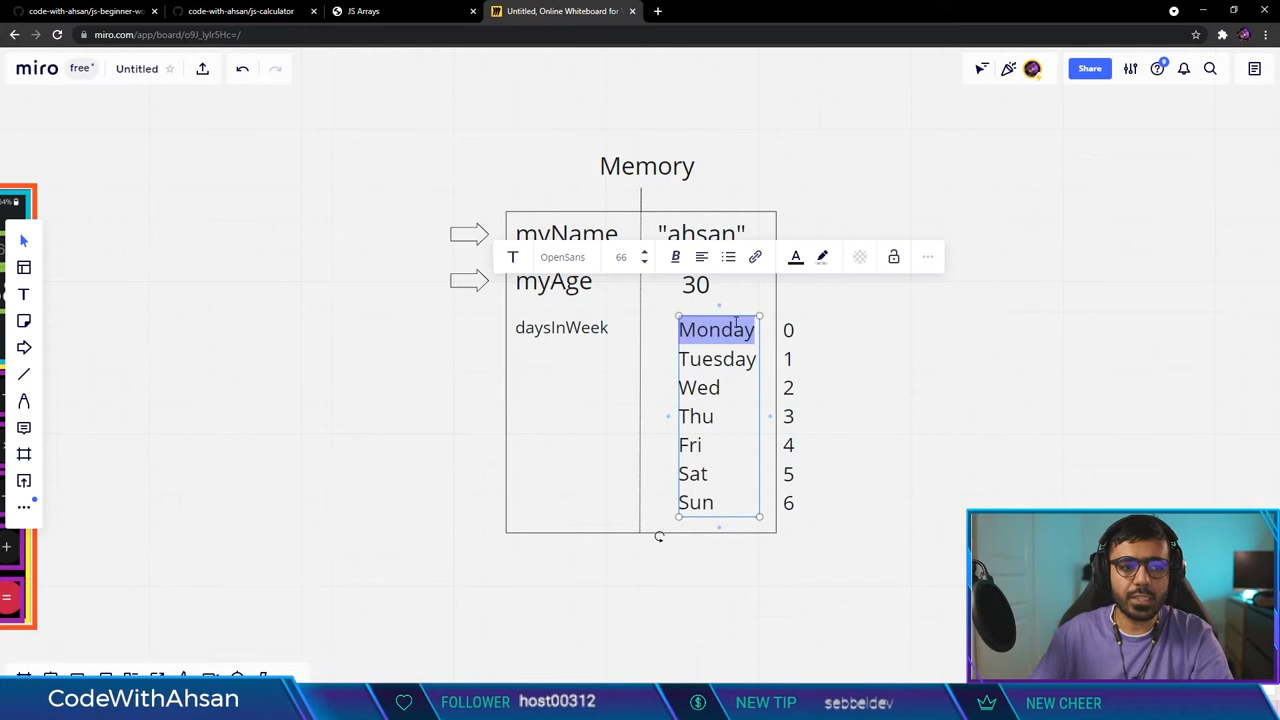 code-with-ahsan/js-beginner-wo
code-with-ahsan/js-calculator
JS Arrays
Untitled, Online Whiteboard for
miro.com/app/board/o9J_lyIr5Hc=/
miro
free
Untitled
Share
Memory
myName
"ahsan"
OpenSans
66
myAge
30
daysInWeek
Monday
0
Tuesday
1
Wed
2
Thu
3
Fri
4
Sat
5
Sun
6
CodeWithAhsan
FOLLOWER
host00312
NEW TIP
sebbeldev
NEW CHEER